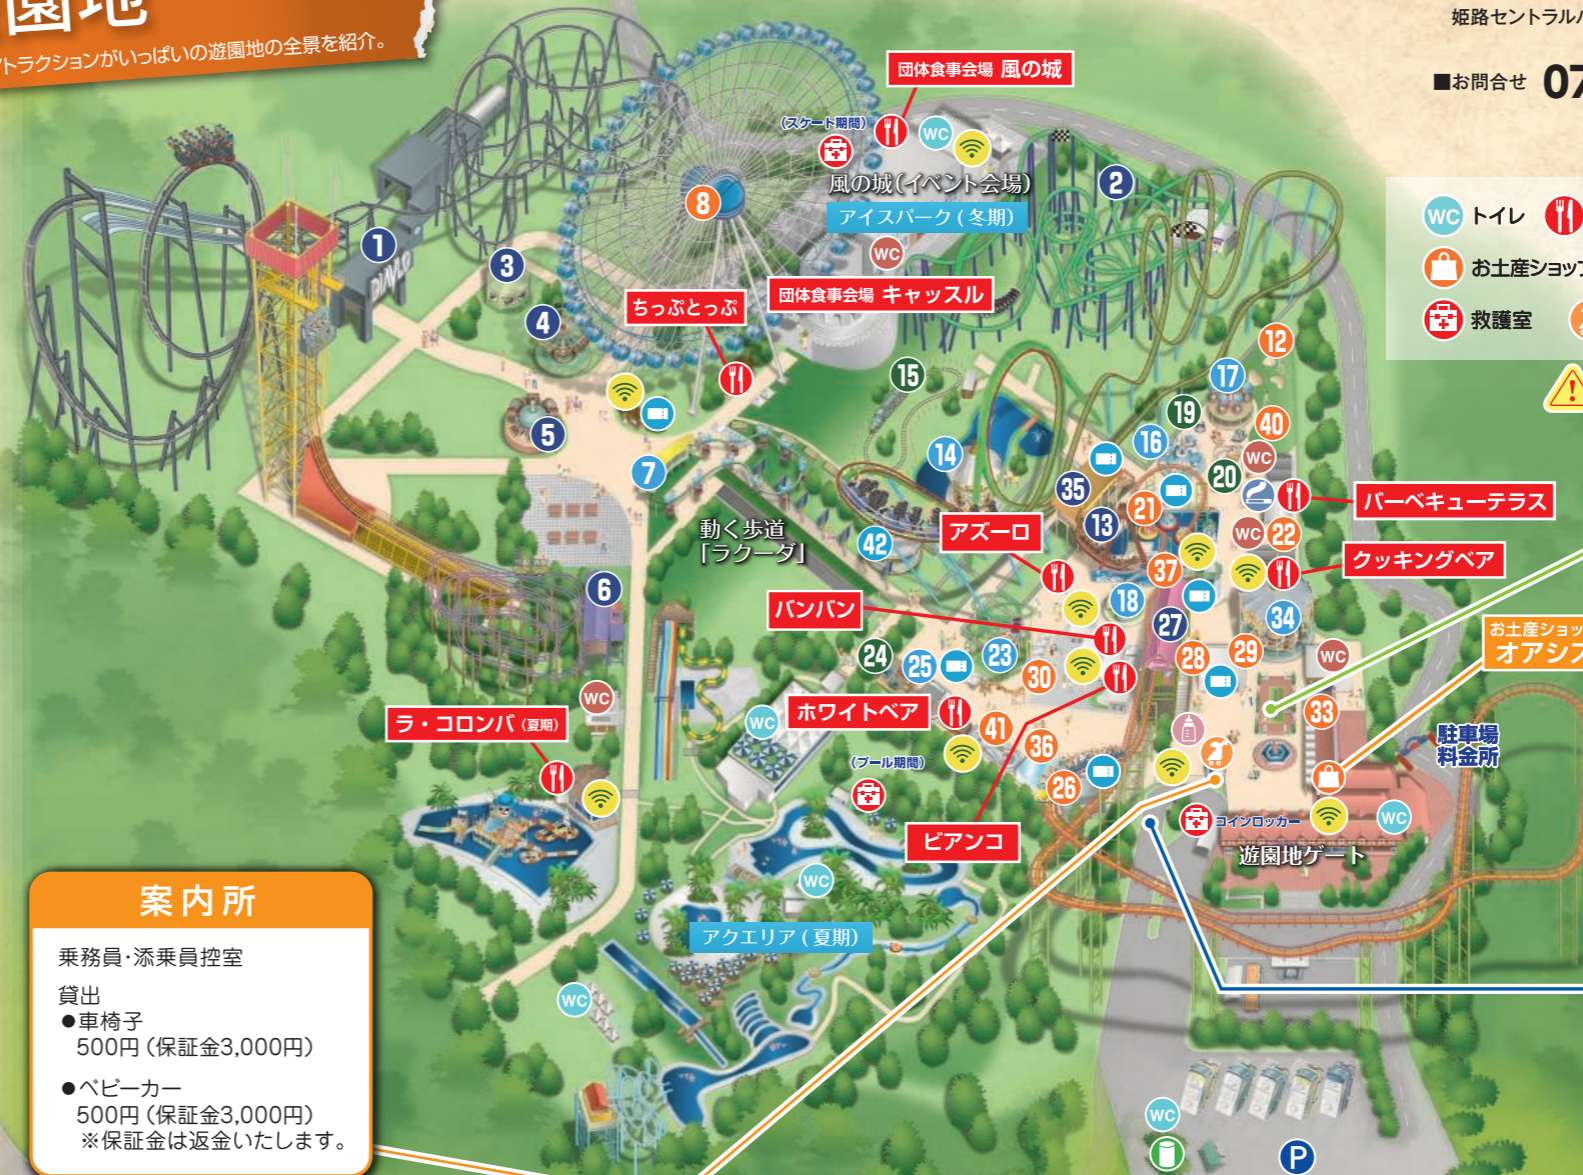 園地
トラクションがいっぱいの遊園地の全景を紹介。
姫路セントラルパ
■お問合せ 07
WC トイレ
お土産ショップ
救護室
団体食事会場 風の城
(スケート期間)
WC
風の城(イベント会場)
アイスパーク(冬期)
WC
団体食事会場 キャッスル
ちっぷとっぷ
DIAVLO
1
2
3
4
5
6
7
8
12
15
17
19
40
16
14
WC
20
35
21
13
バーベキューテラス
WC
22
動く歩道
「ラクーダ」
42
アズーロ
クッキングベア
37
18
34
バンバン
27
お土産ショッ
オアシス
24
25
23
30
28
29
WC
WC
ラ・コロンバ(夏期)
WC
ホワイトベア
41
36
33
駐車場
料金所
(プール期間)
26
ビアンコ
コインロッカー
WC
遊園地ゲート
WC
アクエリア(夏期)
WC
WC
P
案内所
乗務員・添乗員控室
貸出
●車椅子
500円(保証金3,000円)
●ベビーカー
500円(保証金3,000円)
※保証金は返金いたします。